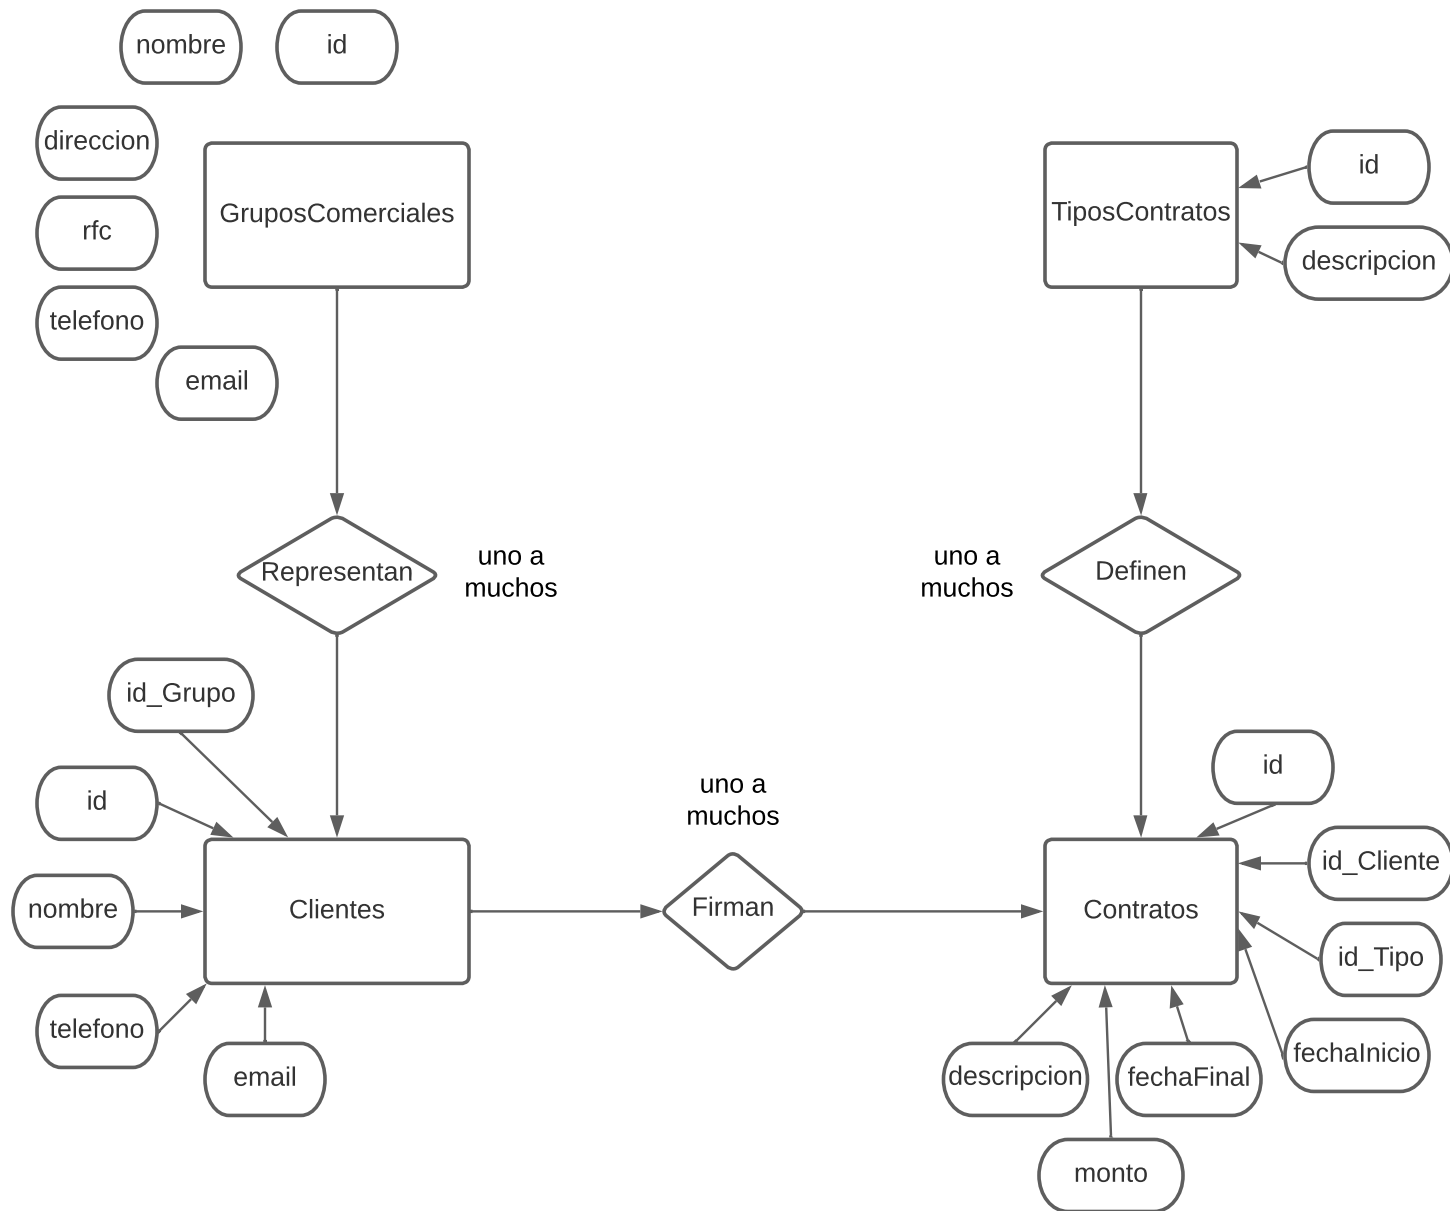 nombre
id
direccion
GruposComerciales
TiposContratos
id
rfc
descripcion
telefono
email
Representan
uno a
muchos
uno a
muchos
Definen
id_Grupo
id
uno a
muchos
id
id_Cliente
nombre
Clientes
Firman
Contratos
id_Tipo
telefono
email
descripcion
fechaFinal
fechaInicio
monto